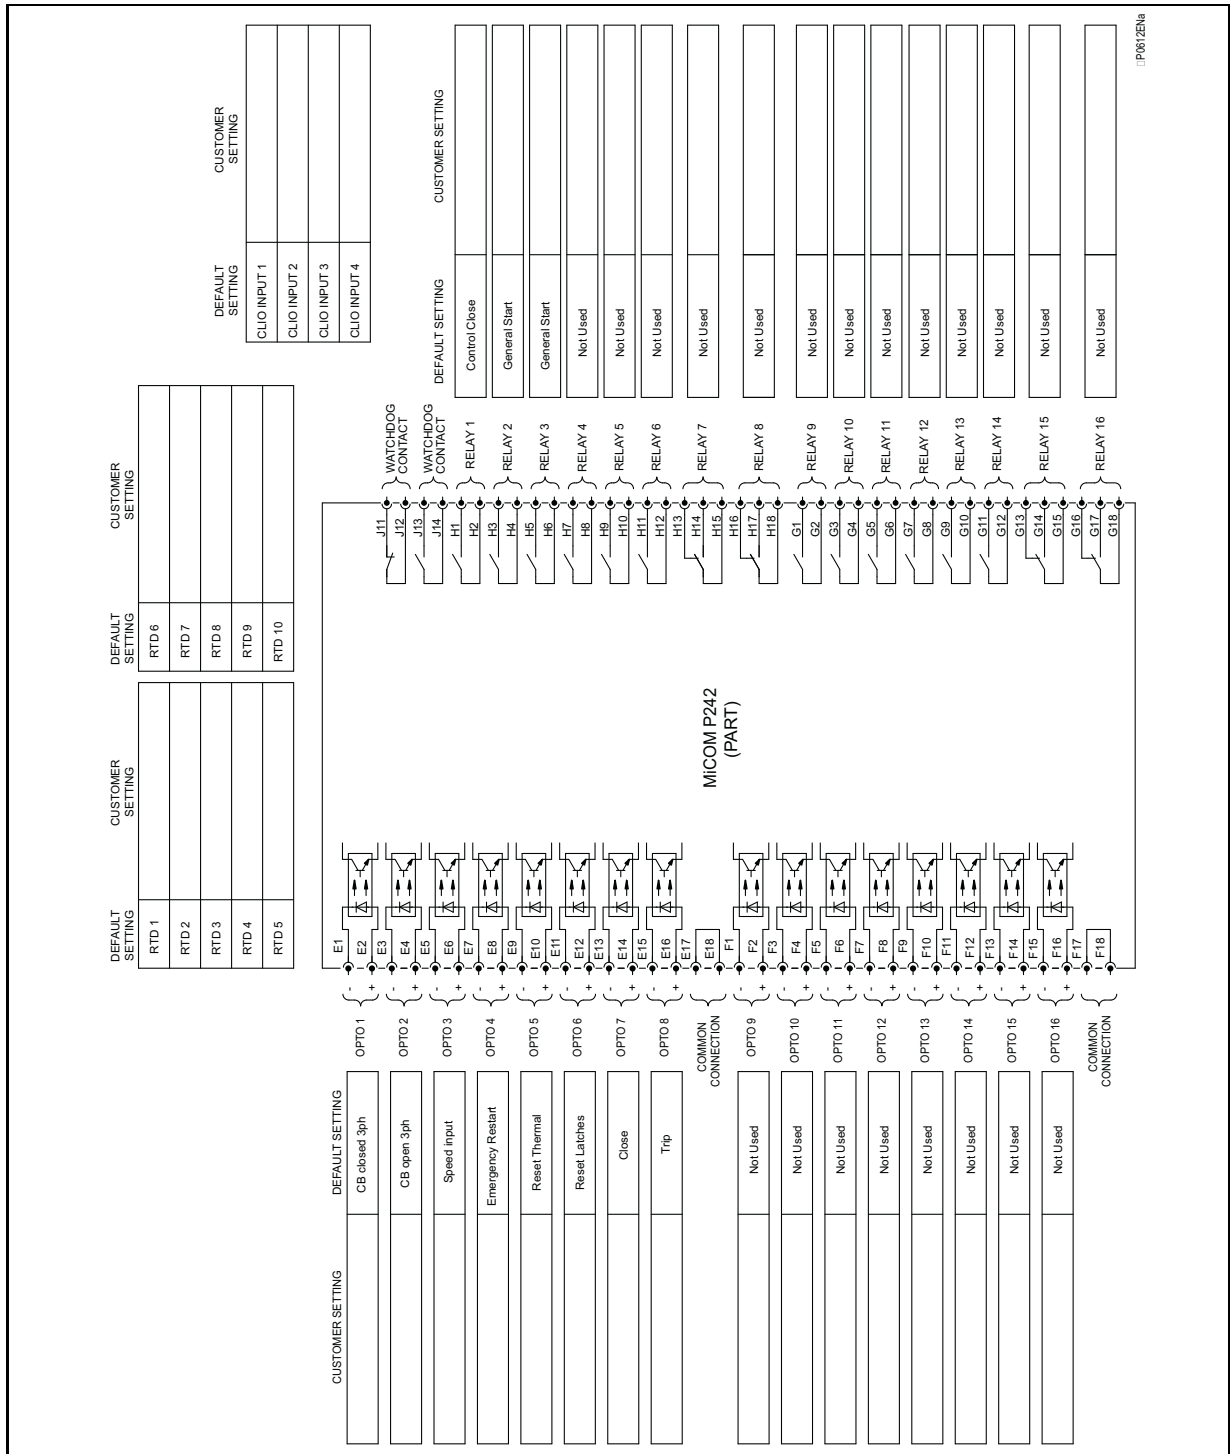 DEFAULT
SETTING
CUSTOMER
SETTING
RTD 1
RTD 2
RTD 3
RTD 4
RTD 5
DEFAULT
SETTING
CUSTOMER
SETTING
RTD 6
RTD 7
RTD 8
RTD 9
RTD 10
DEFAULT
SETTING
CUSTOMER
SETTING
CLIO INPUT 1
CLIO INPUT 2
CLIO INPUT 3
CLIO INPUT 4
CUSTOMER SETTING
DEFAULT SETTING
CB closed 3ph
OPTO 1
-
+
E1
E2
CB open 3ph
OPTO 2
-
+
E3
E4
Speed input
OPTO 3
-
+
E5
E6
Emergency Restart
OPTO 4
-
+
E7
E8
Reset Thermal
OPTO 5
-
+
E9
E10
Reset Latches
OPTO 6
-
+
E11
E12
Close
OPTO 7
-
+
E13
E14
Trip
OPTO 8
-
+
E15
E16
COMMON
CONNECTION
E17
E18
Not Used
OPTO 9
-
+
F1
F2
Not Used
OPTO 10
-
+
F3
F4
Not Used
OPTO 11
-
+
F5
F6
Not Used
OPTO 12
-
+
F7
F8
Not Used
OPTO 13
-
+
F9
F10
Not Used
OPTO 14
-
+
F11
F12
Not Used
OPTO 15
-
+
F13
F14
Not Used
OPTO 16
-
+
F15
F16
COMMON
CONNECTION
F17
F18
MiCOM P242
(PART)
DEFAULT SETTING
CUSTOMER SETTING
J11
J12
WATCHDOG
CONTACT
J13
J14
WATCHDOG
CONTACT
H1
H2
RELAY 1
Control Close
H3
H4
RELAY 2
General Start
H5
H6
RELAY 3
General Start
H7
H8
RELAY 4
Not Used
H9
H10
RELAY 5
Not Used
H11
H12
RELAY 6
Not Used
H13
H14
H15
RELAY 7
Not Used
H16
H17
H18
RELAY 8
Not Used
G1
G2
RELAY 9
Not Used
G3
G4
RELAY 10
Not Used
G5
G6
RELAY 11
Not Used
G7
G8
RELAY 12
Not Used
G9
G10
RELAY 13
Not Used
G11
G12
RELAY 14
Not Used
G13
G14
G15
RELAY 15
Not Used
G16
G17
G18
RELAY 16
Not Used
P0612ENa